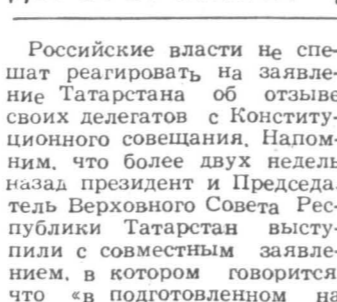 Российские власти не спе-
шат реагировать на заявле-
ние Татарстана об отзыве
своих делегатов с Конститу-
ционного совещания. Напом-
ним, что более двух недель
назад президент и Председа-
тель Верховного Совета Рес-
публики Татарстан высту-
пили с совместным заявле-
нием, в котором говорится
что «в подготовленном на